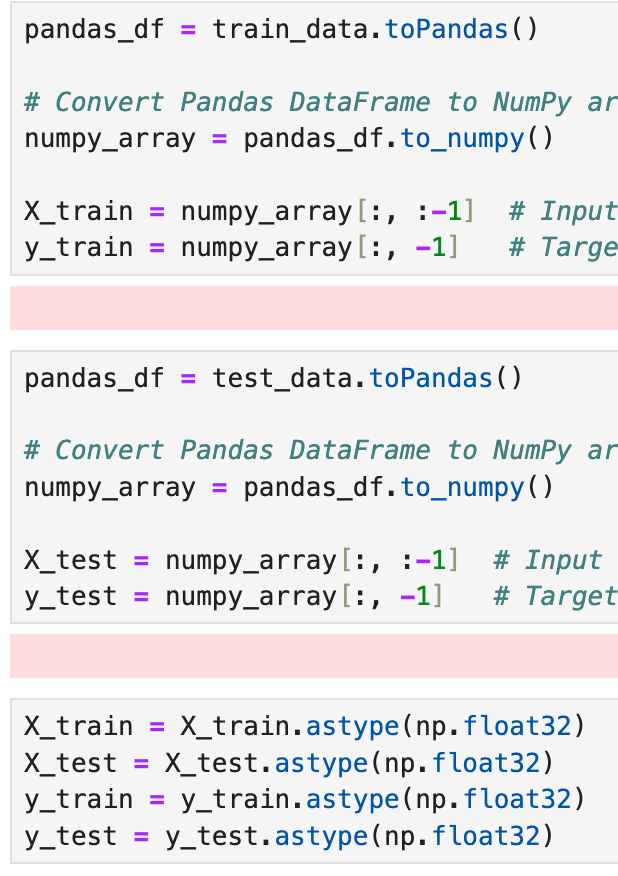 pandas_df = train_data.toPandas()
# Convert Pandas DataFrame to NumPy ar
numpy_array = pandas_df.to_numpy()
X_train = numpy_array[:, :-1]  # Input
y_train = numpy_array[:, -1]   # Targe
pandas_df = test_data.toPandas()
# Convert Pandas DataFrame to NumPy ar
numpy_array = pandas_df.to_numpy()
X_test = numpy_array[:, :-1]  # Input
y_test = numpy_array[:, -1]   # Target
X_train = X_train.astype(np.float32)
X_test = X_test.astype(np.float32)
y_train = y_train.astype(np.float32)
y_test = y_test.astype(np.float32)